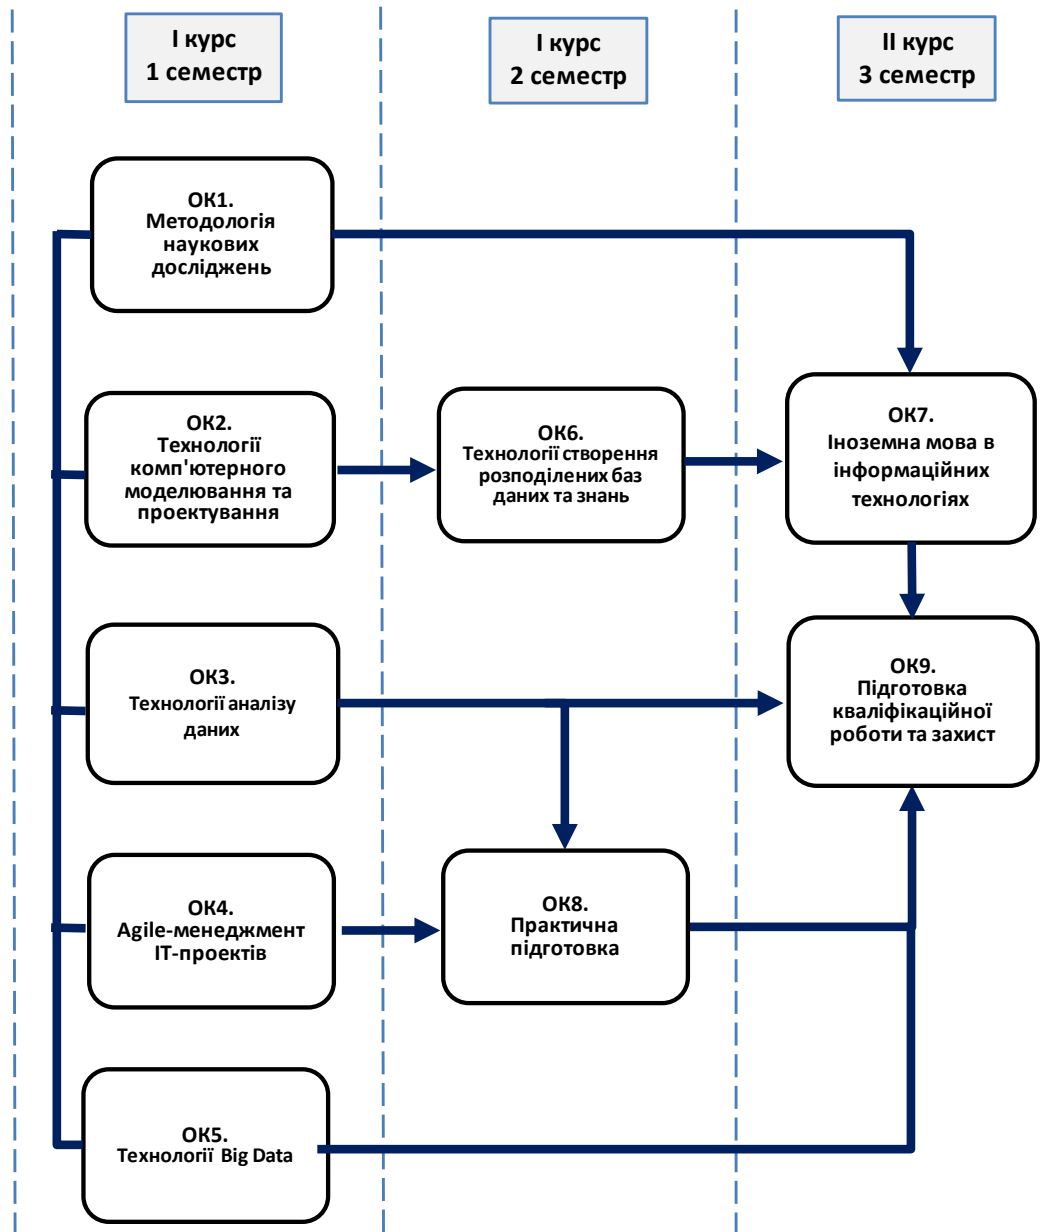 І курс
1 семестр
І курс
2 семестр
ІІ курс
3 семестр
ОК1.
Методологія
наукових
досліджень
ОК2.
Технології
комп'ютерного
моделювання та
проектування
ОК6.
Технології створення
розподілених баз
даних та знань
ОК7.
Іноземна мова в
інформаційних
технологіях
ОК3.
Технології аналізу
даних
ОК9.
Підготовка
кваліфікаційної
роботи та захист
ОК4.
Agile-менеджмент
ІТ-проектів
ОК8.
Практична
підготовка
ОК5.
Технології Big Data